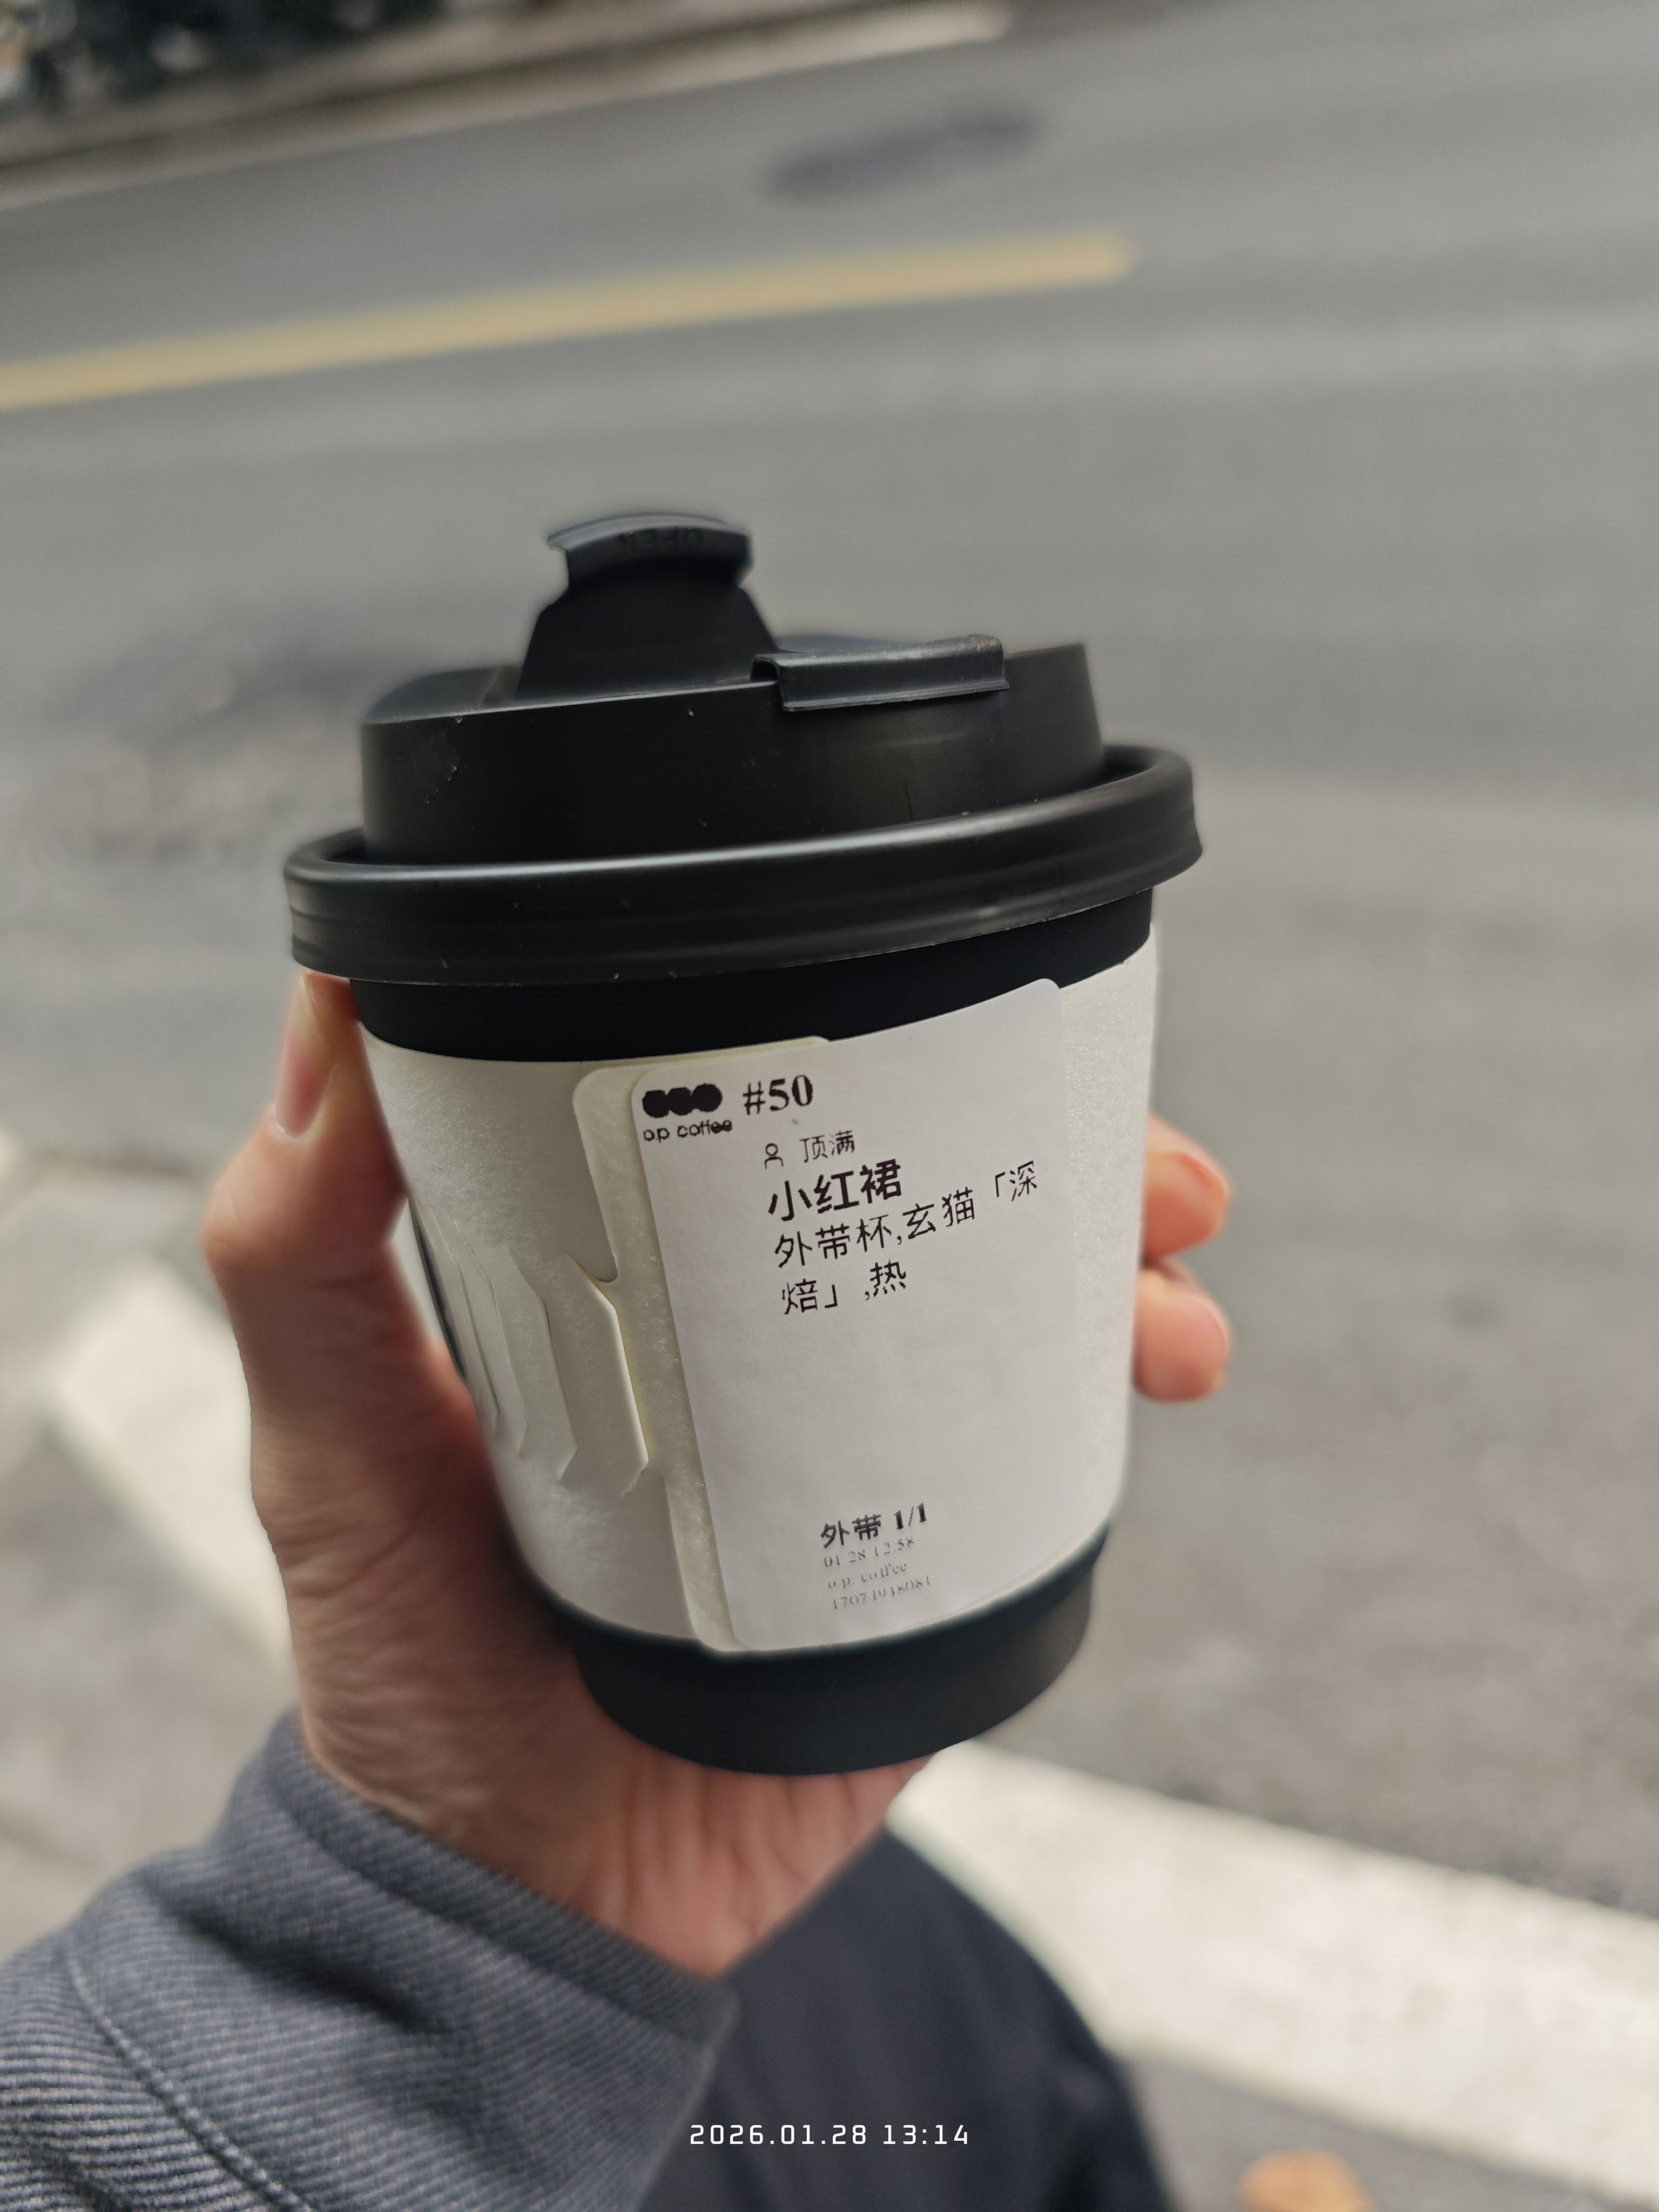 OPEN
#50
o.p coffee
顶满
小红裙
外带杯,玄猫「深
焙」,热
外带 1/1
01-28 12:58
o.p. coffee
2026.01.28 13:14